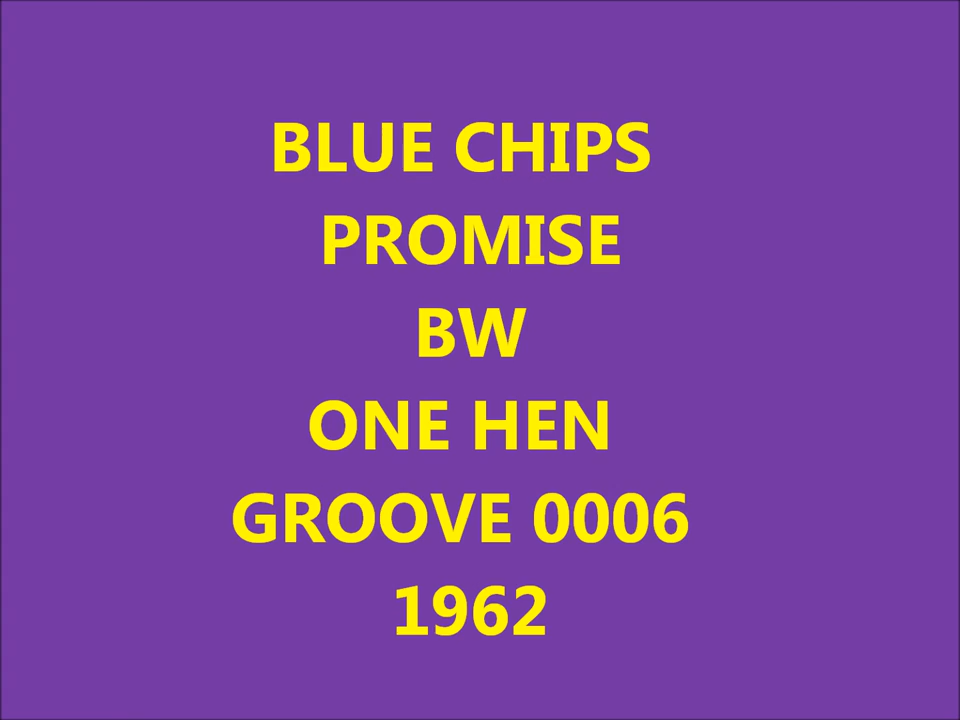 BLUE CHIPS
PROMISE
BW
ONE HEN
GROOVE 0006
1962